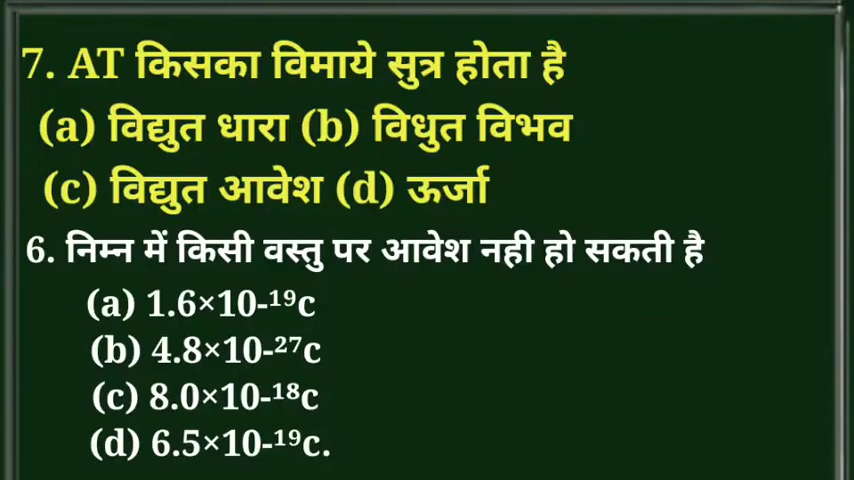 7. AT किसका विमाये सुत्र होता है
(a) विद्युत धारा (b) विधुत विभव
(c) विद्युत आवेश (d) ऊर्जा
6. निम्न में किसी वस्तु पर आवेश नही हो सकती है
(a) 1.6×10-¹⁹c
(b) 4.8×10-²⁷c
(c) 8.0×10-¹⁸c
(d) 6.5×10-¹⁹c.